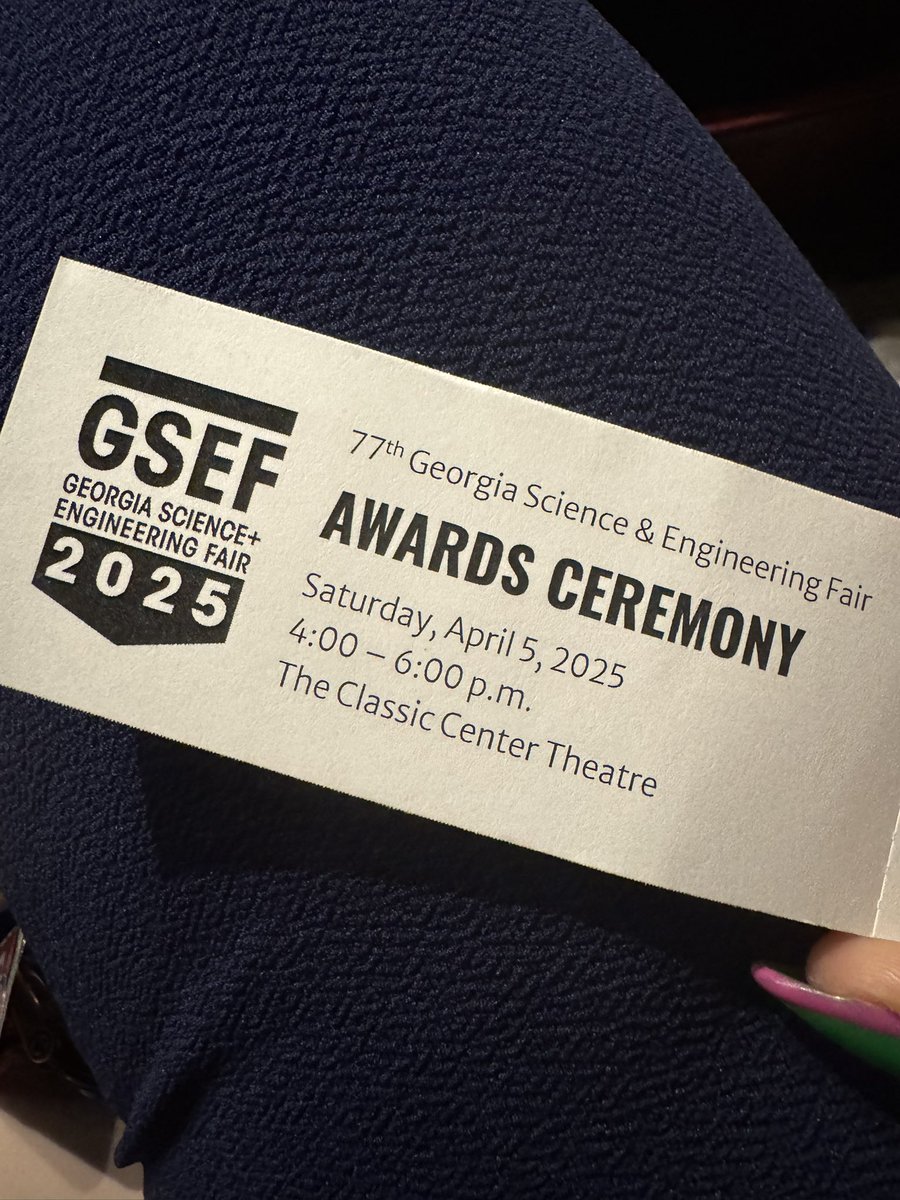 GSEF
GEORGIA SCIENCE+
ENGINEERING FAIR
2025
77th Georgia Science & Engineering Fair
AWARDS CEREMONY
Saturday, April 5, 2025
4:00 – 6:00 p.m.
The Classic Center Theatre